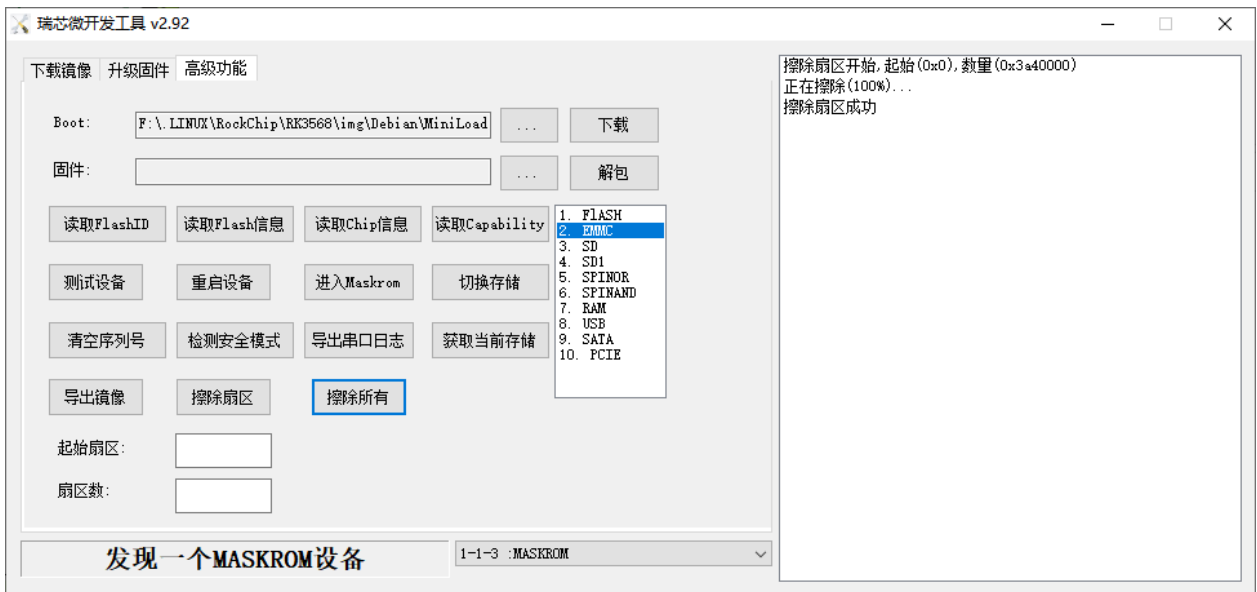 瑞芯微开发工具 v2.92
下载镜像 升级固件 高级功能
Boot: F:\.LINUX\RockChip\RK3568\img\Debian\MiniLoad ... 下载
固件: ... 解包
读取FlashID 读取Flash信息 读取Chip信息 读取Capability
测试设备 重启设备 进入Maskrom 切换存储
清空序列号 检测安全模式 导出串口日志 获取当前存储
导出镜像 擦除扇区 擦除所有
起始扇区:
扇区数:
1. FlASH
2. EMMC
3. SD
4. SD1
5. SPINOR
6. SPINAND
7. RAM
8. USB
9. SATA
10. PCIE
发现一个MASKROM设备 1-1-3 :MASKROM
擦除扇区开始,起始(0x0),数量(0x3a40000)
正在擦除(100%)...
擦除扇区成功